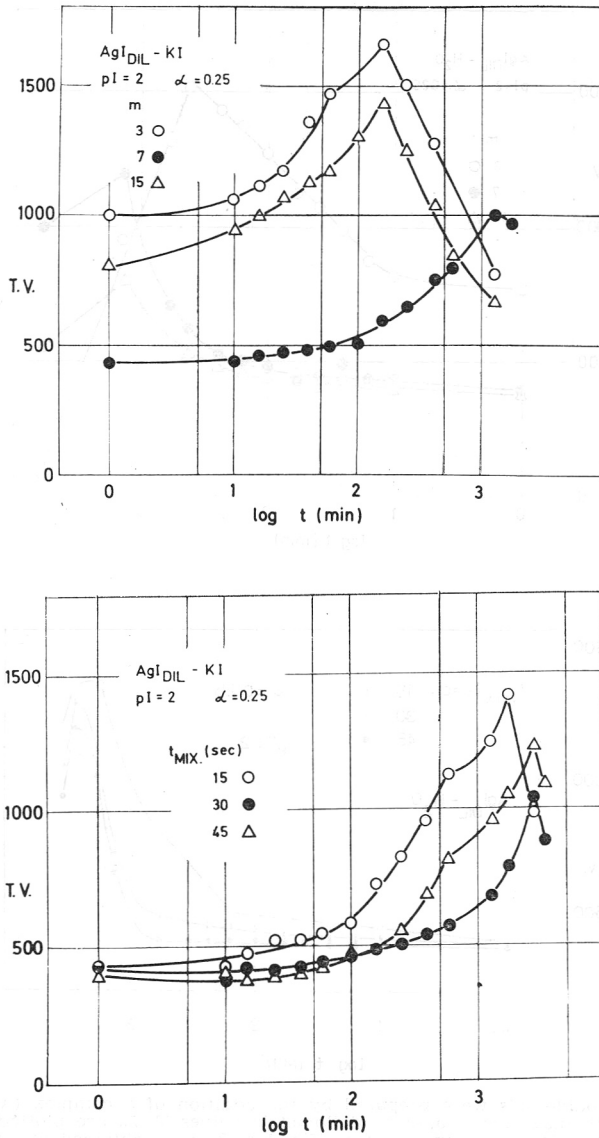 AgI DIL - KI
pI = 2 α = 0.25
m
3 ○
7 ●
15 △
1500
1000
T.V.
500
0
0 1 2 3
log t (min)
AgI DIL - KI
pI = 2 α = 0.25
t MIX. (sec)
15 ○
30 ●
45 △
1500
1000
T.V.
500
0
0 1 2 3
log t (min)